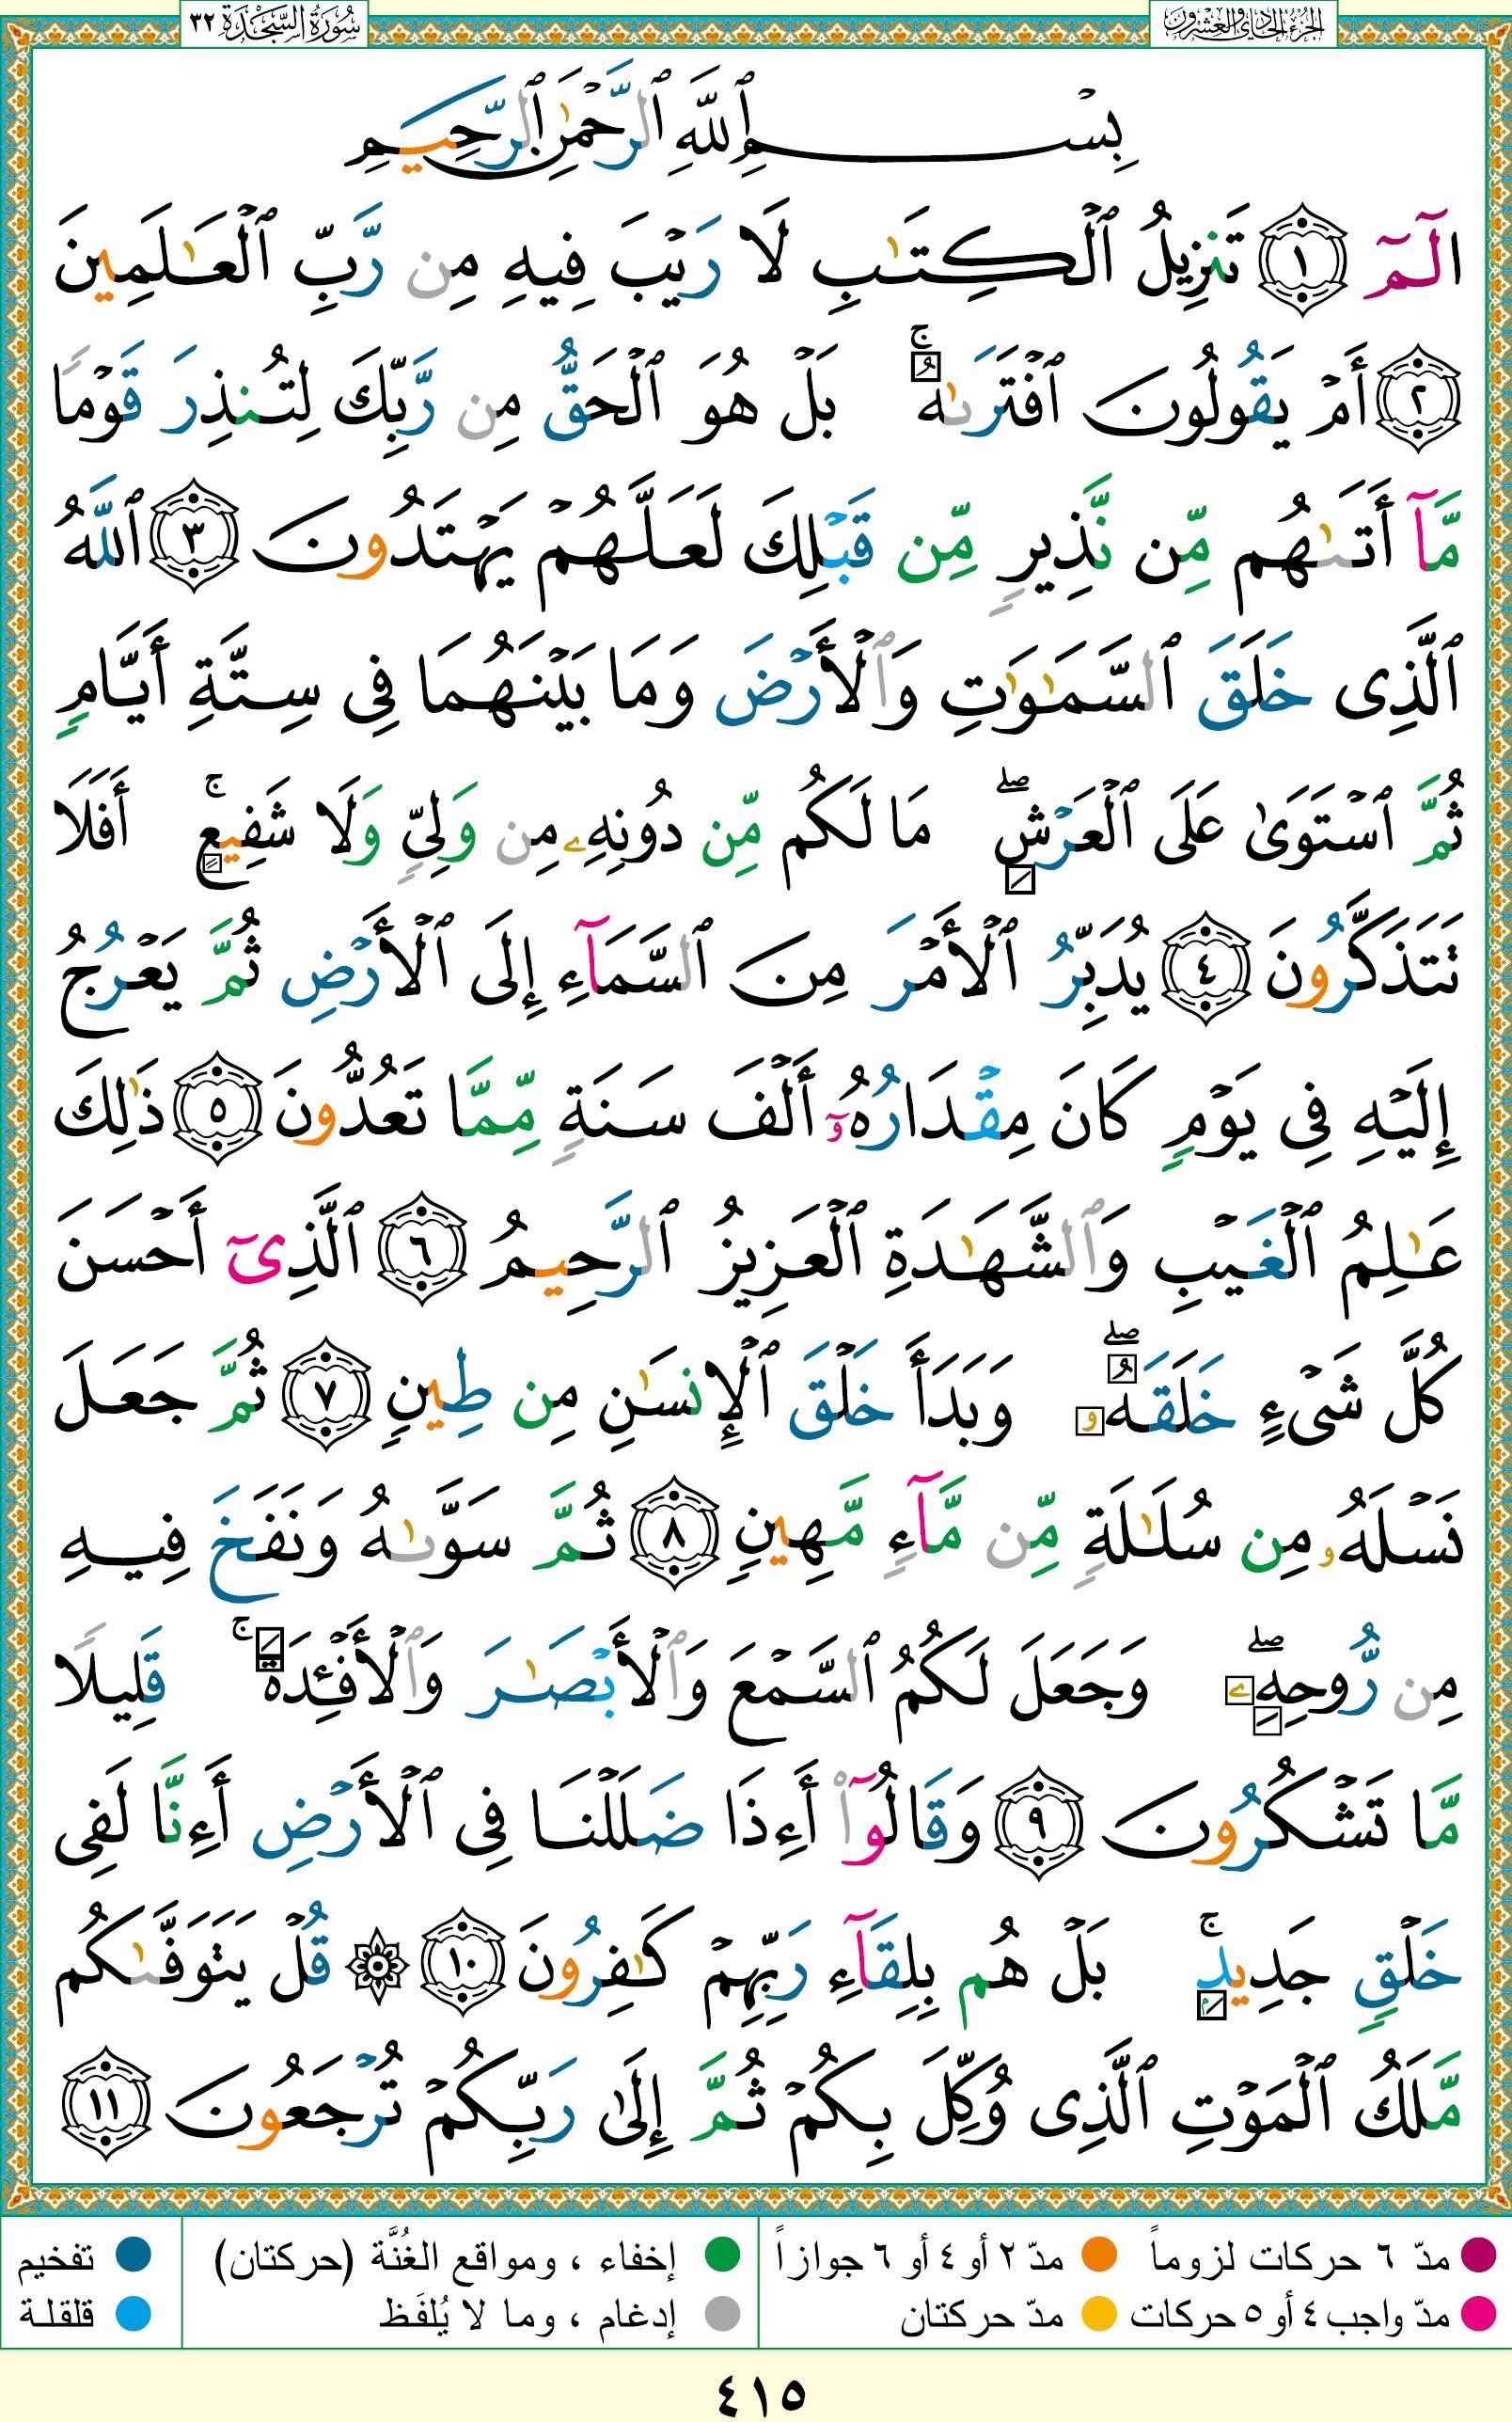 الجزء الحادي والعشرون
سورة السجدة ٣٢
بِسْمِ ٱللَّهِ ٱلرَّحْمَٰنِ ٱلرَّحِيمِ
الٓمٓ ١ تَنزِيلُ ٱلْكِتَٰبِ لَا رَيْبَ فِيهِ مِن رَّبِّ ٱلْعَٰلَمِينَ
٢ أَمْ يَقُولُونَ ٱفْتَرَىٰهُ ۚ بَلْ هُوَ ٱلْحَقُّ مِن رَّبِّكَ لِتُنذِرَ قَوْمًا
مَّآ أَتَىٰهُم مِّن نَّذِيرٍ مِّن قَبْلِكَ لَعَلَّهُمْ يَهْتَدُونَ ٣ ٱللَّهُ
ٱلَّذِى خَلَقَ ٱلسَّمَٰوَٰتِ وَٱلْأَرْضَ وَمَا بَيْنَهُمَا فِى سِتَّةِ أَيَّامٍ
ثُمَّ ٱسْتَوَىٰ عَلَى ٱلْعَرْشِ ۖ مَا لَكُم مِّن دُونِهِۦ مِن وَلِىٍّ وَلَا شَفِيعٍ ۚ أَفَلَا
تَتَذَكَّرُونَ ٤ يُدَبِّرُ ٱلْأَمْرَ مِنَ ٱلسَّمَآءِ إِلَى ٱلْأَرْضِ ثُمَّ يَعْرُجُ
إِلَيْهِ فِى يَوْمٍ كَانَ مِقْدَارُهُۥٓ أَلْفَ سَنَةٍ مِّمَّا تَعُدُّونَ ٥ ذَٰلِكَ
عَٰلِمُ ٱلْغَيْبِ وَٱلشَّهَٰدَةِ ٱلْعَزِيزُ ٱلرَّحِيمُ ٦ ٱلَّذِىٓ أَحْسَنَ
كُلَّ شَىْءٍ خَلَقَهُۥ ۖ وَبَدَأَ خَلْقَ ٱلْإِنسَٰنِ مِن طِينٍ ٧ ثُمَّ جَعَلَ
نَسْلَهُۥ مِن سُلَٰلَةٍ مِّن مَّآءٍ مَّهِينٍ ٨ ثُمَّ سَوَّىٰهُ وَنَفَخَ فِيهِ
مِن رُّوحِهِۦ ۖ وَجَعَلَ لَكُمُ ٱلسَّمْعَ وَٱلْأَبْصَٰرَ وَٱلْأَفْـِٔدَةَ ۚ قَلِيلًا
مَّا تَشْكُرُونَ ٩ وَقَالُوٓا۟ أَءِذَا ضَلَلْنَا فِى ٱلْأَرْضِ أَءِنَّا لَفِى
خَلْقٍ جَدِيدٍۭ ۚ بَلْ هُم بِلِقَآءِ رَبِّهِمْ كَٰفِرُونَ ١٠ ۞ قُلْ يَتَوَفَّىٰكُم
مَّلَكُ ٱلْمَوْتِ ٱلَّذِى وُكِّلَ بِكُمْ ثُمَّ إِلَىٰ رَبِّكُمْ تُرْجَعُونَ ١١
مدّ ٦ حركات لزوماً مدّ ٢ أو ٤ أو ٦ جوازاً إخفاء ، ومواقع الغُنَّة (حركتان) تفخيم
مدّ واجب ٤ أو ٥ حركات مدّ حركتان إدغام ، وما لا يُلفَظ قلقلة
٤١٥